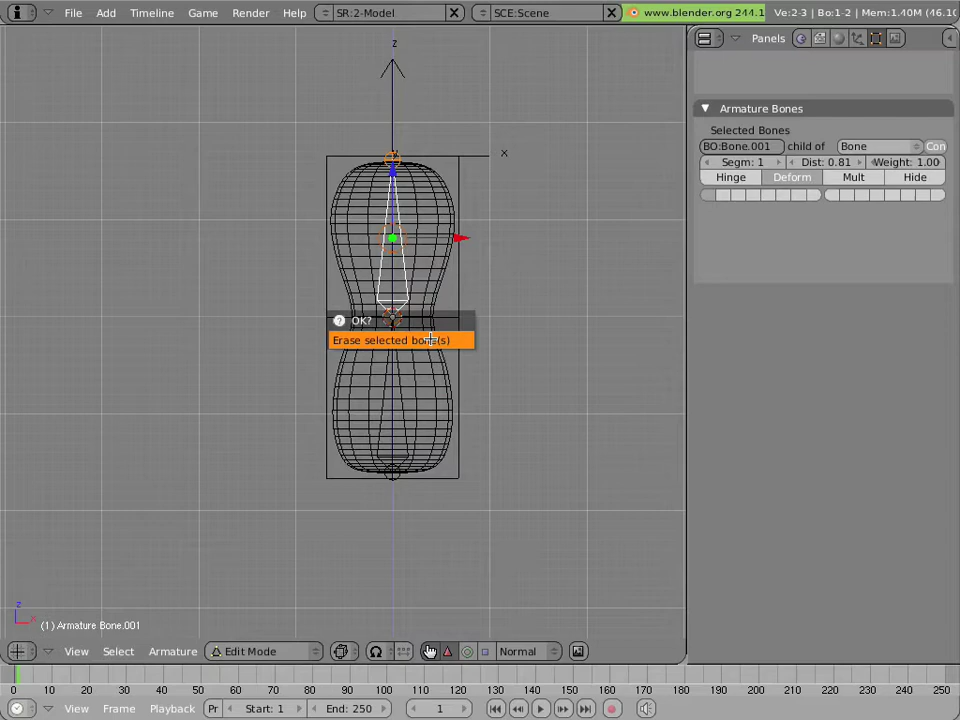 File Add Timeline Game Render Help SR:2-Model SCE:Scene www.blender.org 244.1 Ve:2-3 | Bo:1-2 | Mem:1.40M (46.10
Panels
z
x
Armature Bones
Selected Bones
BO:Bone.001 child of Bone Con
Segm: 1 Dist: 0.81 Weight: 1.00
Hinge Deform Mult Hide
OK?
Erase selected bone(s)
z
x
(1) Armature Bone.001
View Select Armature Edit Mode Normal
0 10 20 30 40 50 60 70 80 90 100 110 120 130 140 150 160 170 180 190 200 210 220 230 240 250
View Frame Playback Pr Start: 1 End: 250 1